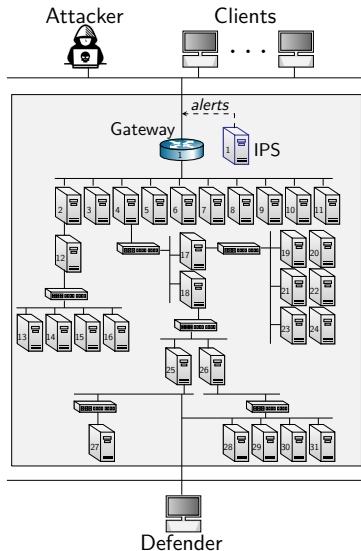 Attacker Clients
. . .
alerts
Gateway
1 1 IPS
2 3 4 5 6 7 8 9 10 11
12 17 19 20
18 21 22
13 14 15 16 23 24
25 26
27 28 29 30 31
Defender